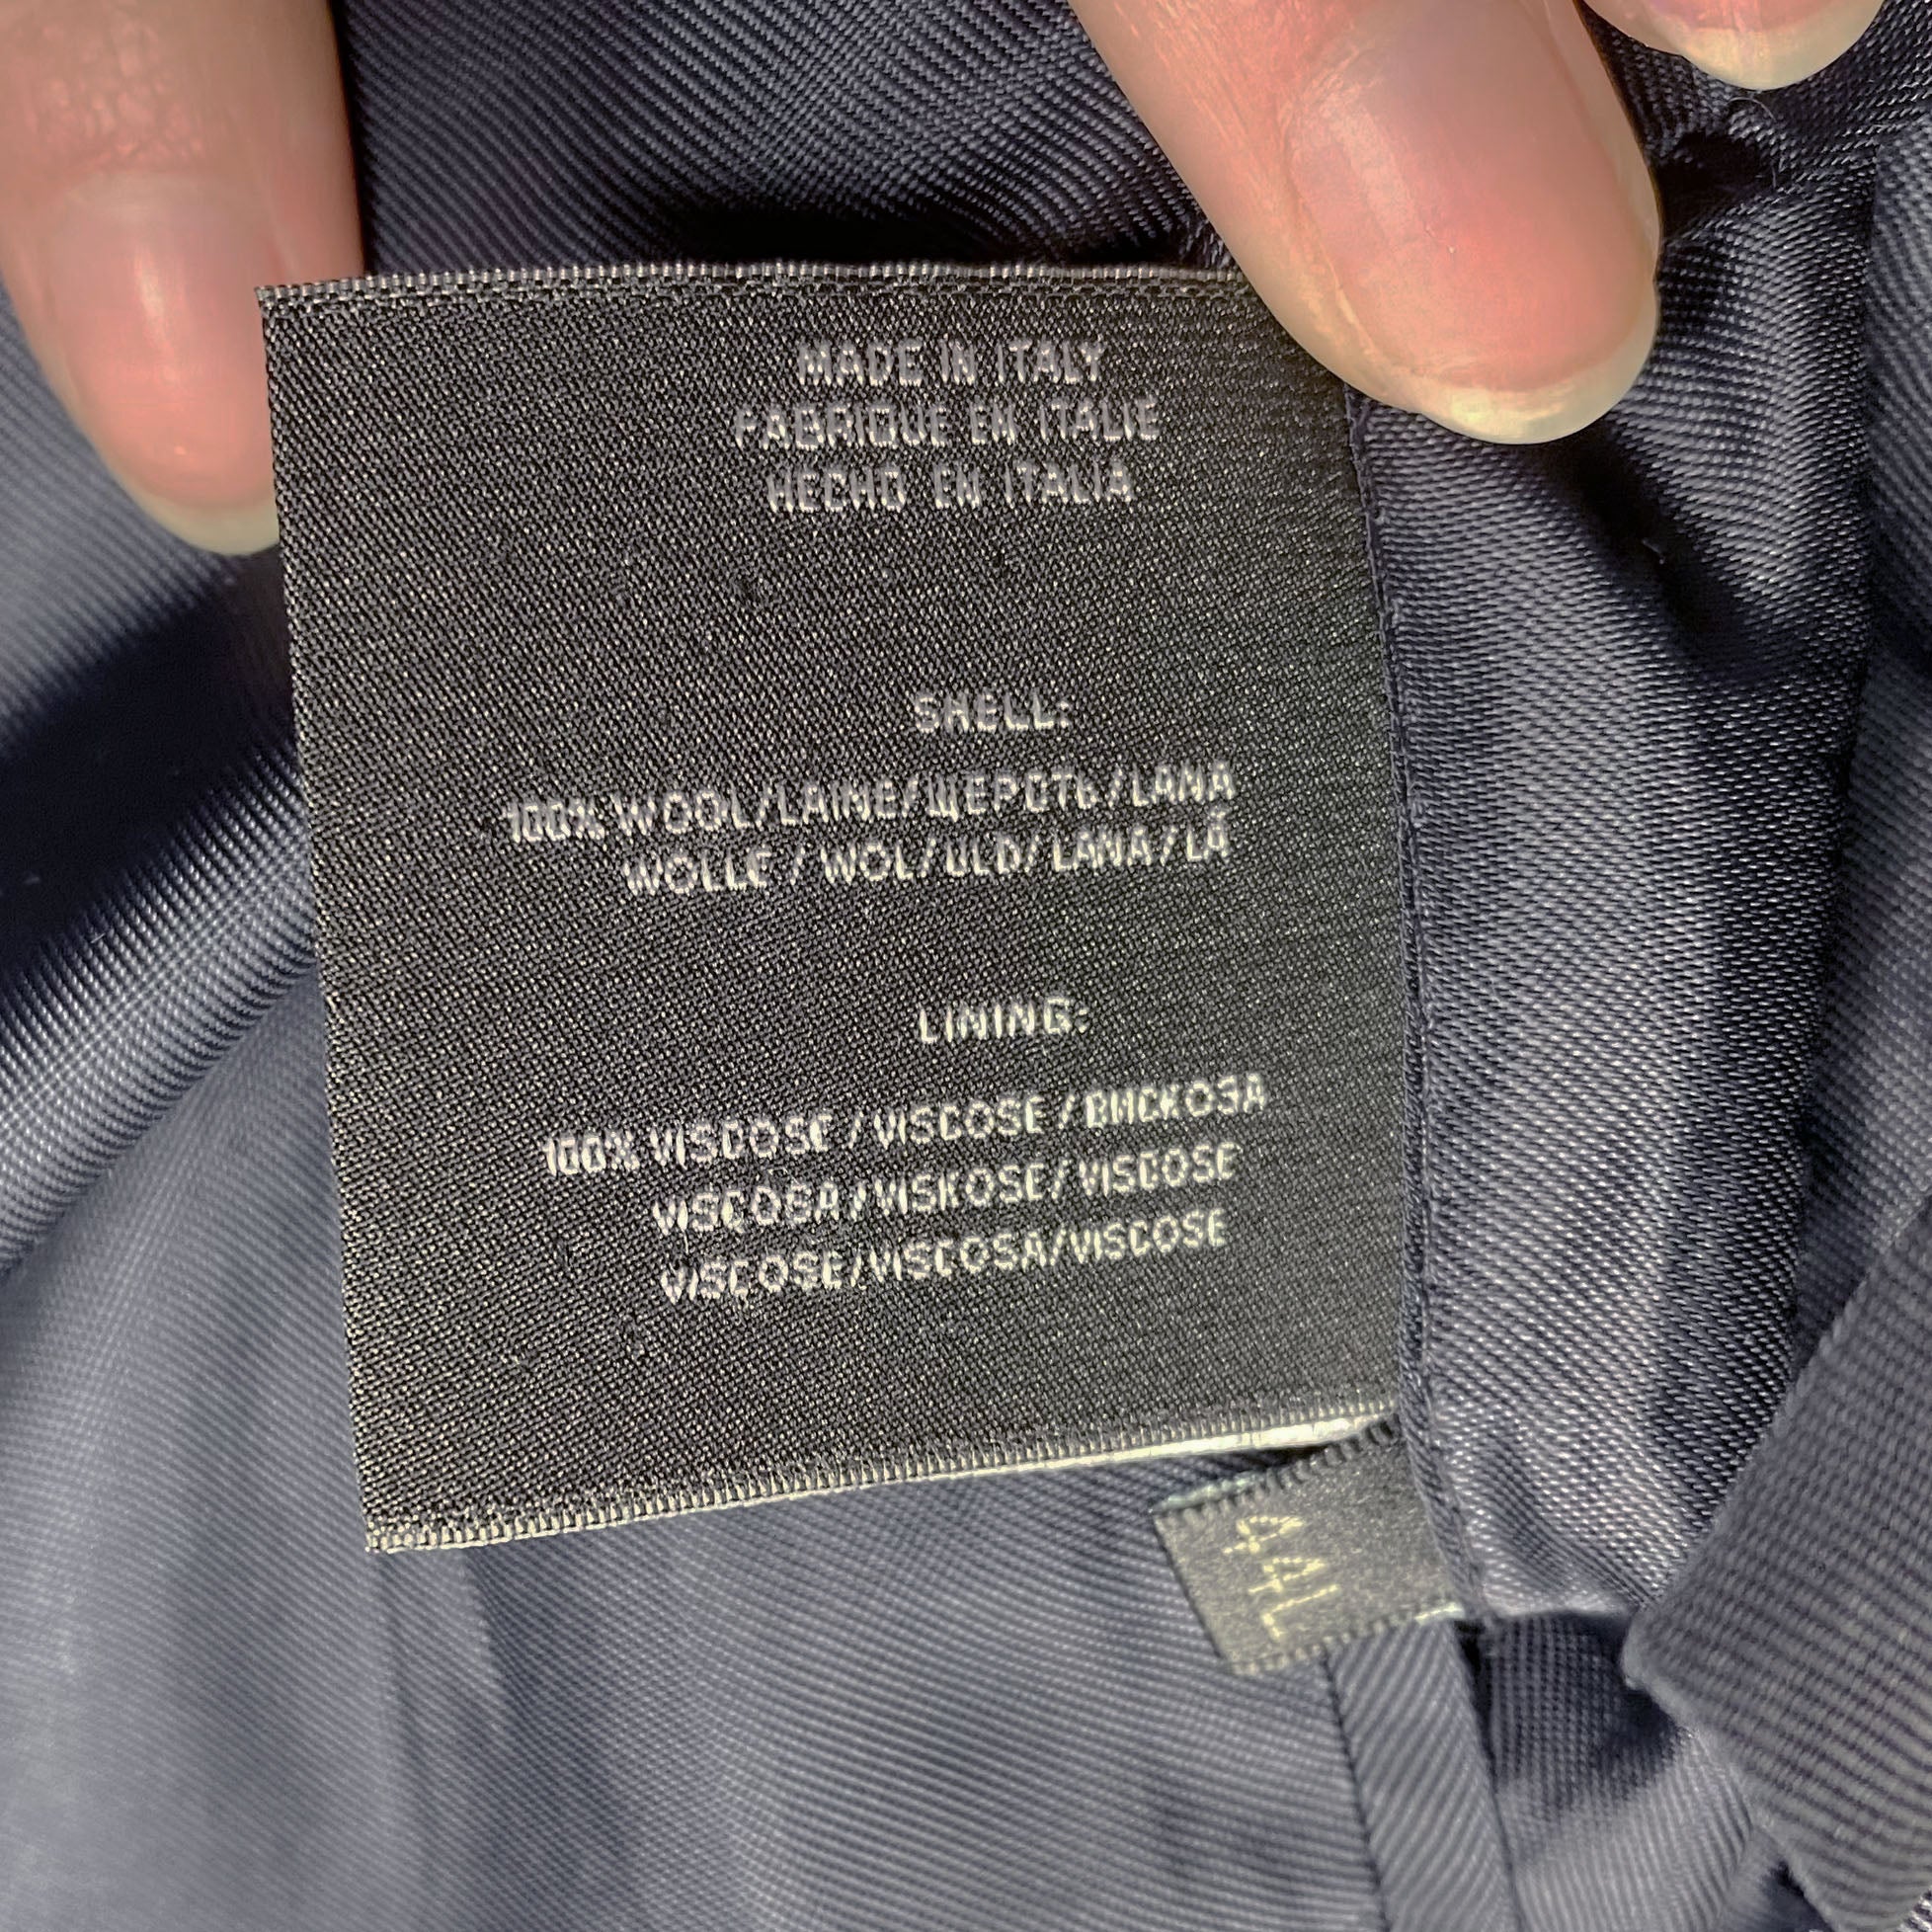 MADE IN ITALY
FABRIQUE EN ITALIE
HECHO EN ITALIA
SHELL:
100% WOOL/LAINE/ЩЕРСТЬ/LANA
WOLLE / WOL/ULD/ LANA/LÃ
LINING:
100% VISCOSE / VISCOSE / ВИСКОЗА
VISCOSA/VISKOSE/VISCOSE
VISCOSE/VISCOSA/VISCOSE
44L